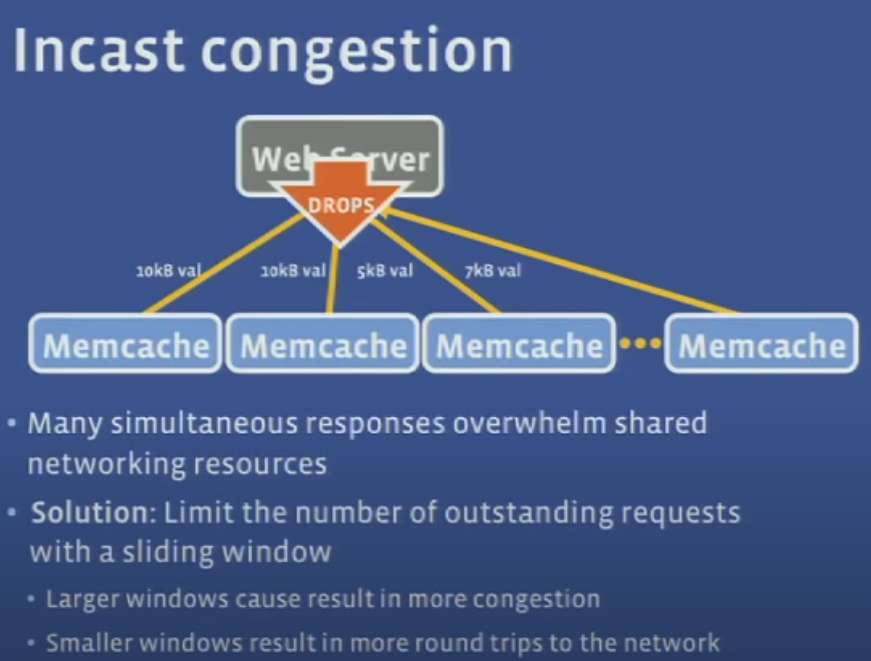 Incast congestion
Web Server
DROPS
10kB val
10kB val
5kB val
7kB val
Memcache
Memcache
Memcache
Memcache
• Many simultaneous responses overwhelm shared
networking resources
• Solution: Limit the number of outstanding requests
with a sliding window
• Larger windows cause result in more congestion
• Smaller windows result in more round trips to the network